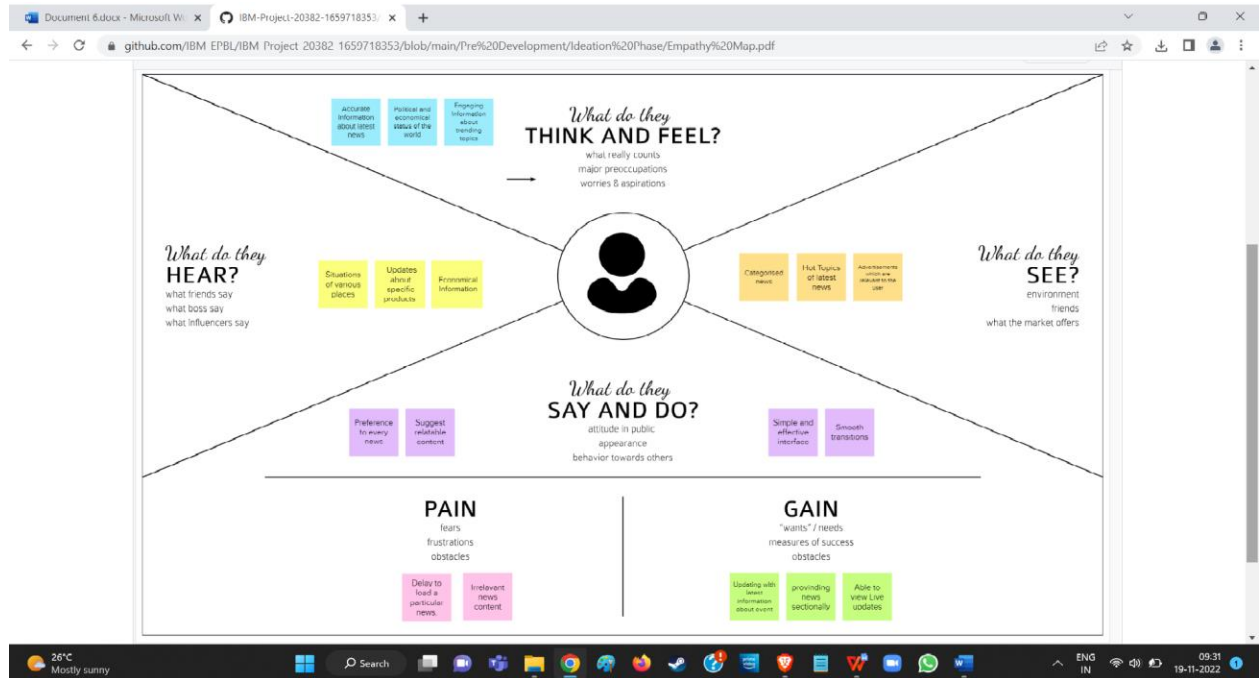 Document 6.docx - Microsoft W
IBM-Project-20382-1659718353/
github.com/IBM EPBL/IBM Project 20382 1659718353/blob/main/Pre%20Development/Ideation%20Phase/Empathy%20Map.pdf
Accurate
Information
about latest
news
Political and
economical
status of the
world
Engaging
Information
about
trending
topics
What do they
THINK AND FEEL?
what really counts
major preoccupations
worries & aspirations
What do they
HEAR?
what friends say
what boss say
what influencers say
Situations
of various
places
Updates
about
specific
products
Economical
Information
Categorised
news
Hot Topics
of latest
news
Advertisements
which are
to the
user
What do they
SEE?
environment
friends
what the market offers
What do they
SAY AND DO?
attitude in public
appearance
behavior towards others
Preference
to every
news
Suggest
relatable
content
Simple and
effective
interface
Smooth
transitions
PAIN
fears
frustrations
obstacles
Delay to
load a
particular
news.
Irrelevant
news
content
GAIN
"wants" / needs
measures of success
obstacles
Updating with
latest
information
about event
provinding
news
sectionally
Able to
view Live
updates
26°C
Mostly sunny
Search
ENG
IN
09:31
19-11-2022